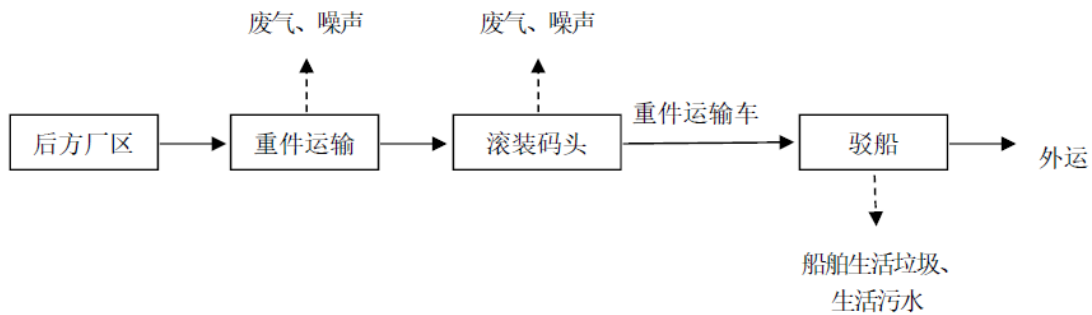 废气、噪声
废气、噪声
后方厂区
重件运输
滚装码头
重件运输车
驳船
外运
船舶生活垃圾、
生活污水